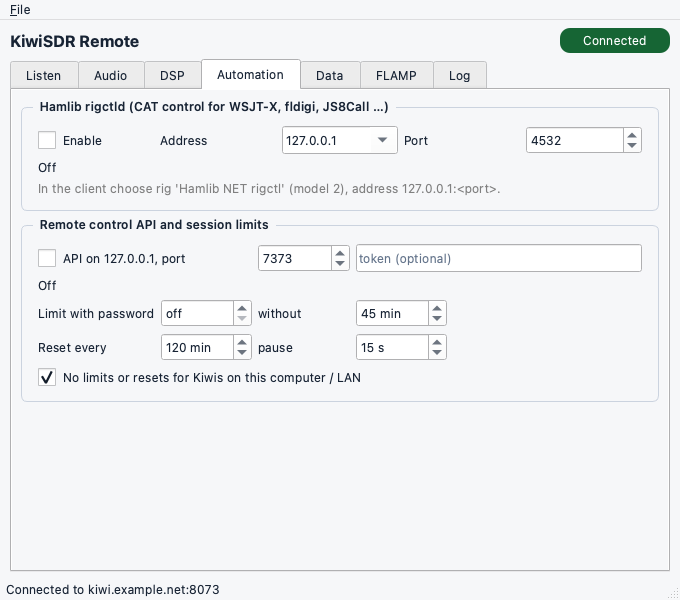 File
KiwiSDR Remote
Connected
Listen Audio DSP Automation Data FLAMP Log
Hamlib rigctld (CAT control for WSJT-X, fldigi, JS8Call ...)
Enable Address 127.0.0.1 Port 4532
Off
In the client choose rig 'Hamlib NET rigctl' (model 2), address 127.0.0.1:<port>.
Remote control API and session limits
API on 127.0.0.1, port 7373 token (optional)
Off
Limit with password off without 45 min
Reset every 120 min pause 15 s
No limits or resets for Kiwis on this computer / LAN
Connected to kiwi.example.net:8073